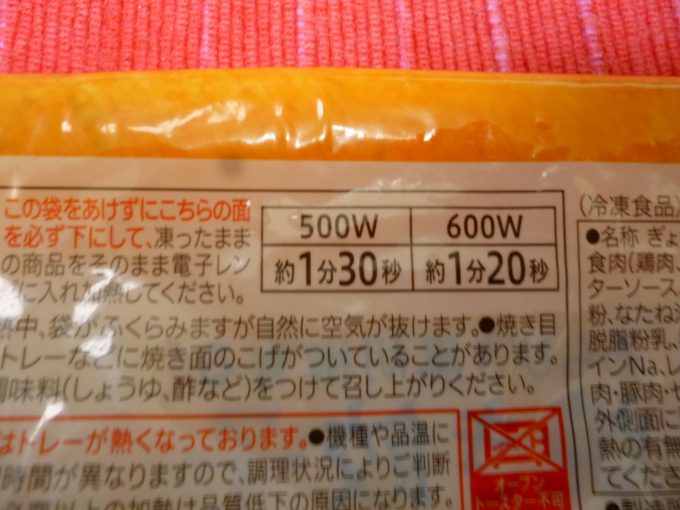 この袋をあけずにこちらの面
を必ず下にして、凍ったまま
の商品をそのまま電子レン
に入れ加熱してください。
500W 600W
約1分30秒 約1分20秒
熱中、袋がふくらみますが自然に空気が抜けます。●焼き目
トレーなどに焼き面のこげがついていることがあります。
調味料(しょうゆ、酢など)をつけて召し上がりください。
はトレーが熱くなっております。●機種や品温に
時間が異なりますので、調理状況によりご判断
以上の加熱は品質低下の原因になります。
オーブン
トースター不可
(冷凍食品)
●名称 ぎょ
食肉(鶏肉、
ターソース
粉、なたね
脱脂粉乳、
インNa、レ
肉・豚肉・
外側面に
熱の有無
てくださ
●製造